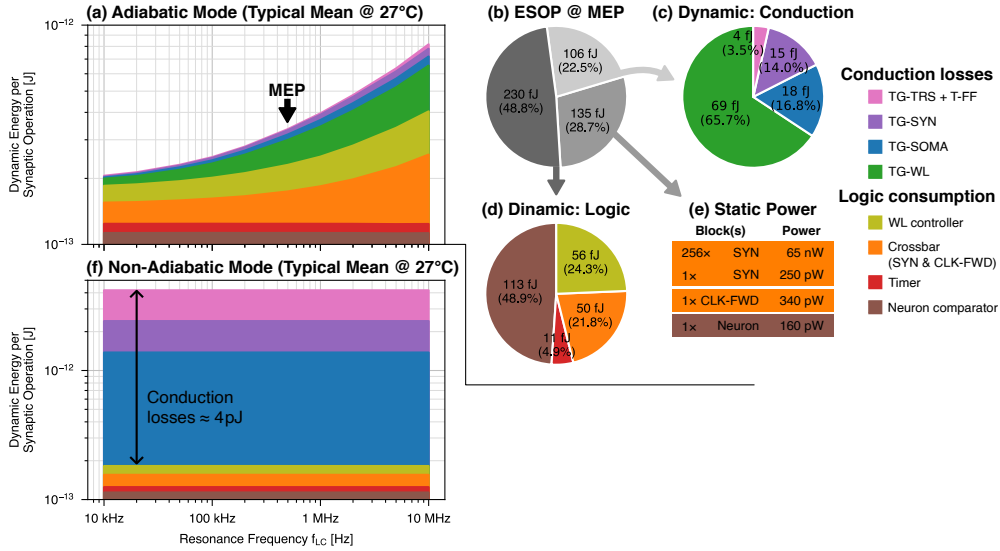 (a) Adiabatic Mode (Typical Mean @ 27°C)
10⁻¹²
Dynamic Energy per
Synaptic Operation [J]
MEP
10⁻¹³
(b) ESOP @ MEP
106 fJ
(22.5%)
230 fJ
(48.8%)
135 fJ
(28.7%)
(c) Dynamic: Conduction
4 fJ
(3.5%)
15 fJ
(14.0%)
18 fJ
(16.8%)
69 fJ
(65.7%)
Conduction losses
TG-TRS + T-FF
TG-SYN
TG-SOMA
TG-WL
Logic consumption
WL controller
Crossbar
(SYN & CLK-FWD)
Timer
Neuron comparator
(d) Dinamic: Logic
56 fJ
(24.3%)
113 fJ
(48.9%)
50 fJ
(21.8%)
11 fJ
(4.9%)
(e) Static Power
Block(s) Power
256× SYN 65 nW
1× SYN 250 pW
1× CLK-FWD 340 pW
1× Neuron 160 pW
(f) Non-Adiabatic Mode (Typical Mean @ 27°C)
Dynamic Energy per
Synaptic Operation [J]
10⁻¹²
Conduction
losses ≈ 4pJ
10⁻¹³
10 kHz 100 kHz 1 MHz 10 MHz
Resonance Frequency fLC [Hz]